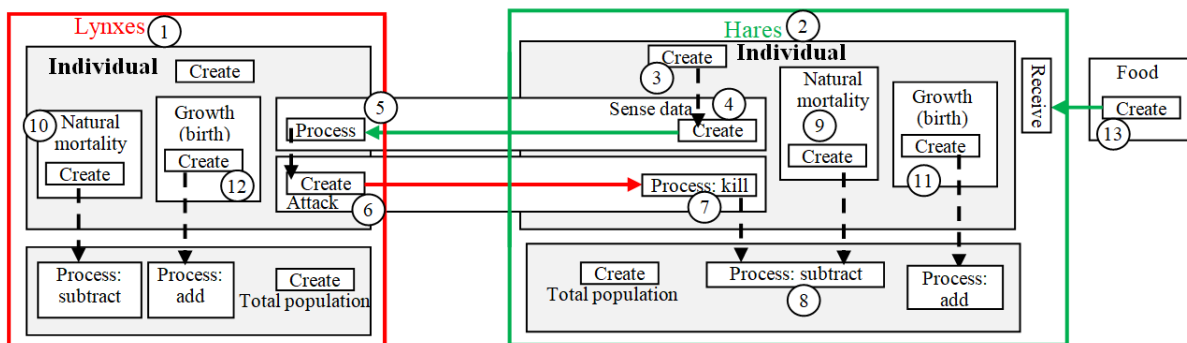 Lynxes 1
Individual
Create
10 Natural
mortality
Create
Growth
(birth)
Create
12
5
Process
Create
Attack
6
Process:
subtract
Process:
add
Create
Total population
Hares 2
Individual
Create
3
Sense data 4
Create
Process: kill
7
Natural
mortality
9
Create
Growth
(birth)
Create
11
Create
Total population
Process: subtract
8
Process:
add
Receive
Food
Create
13